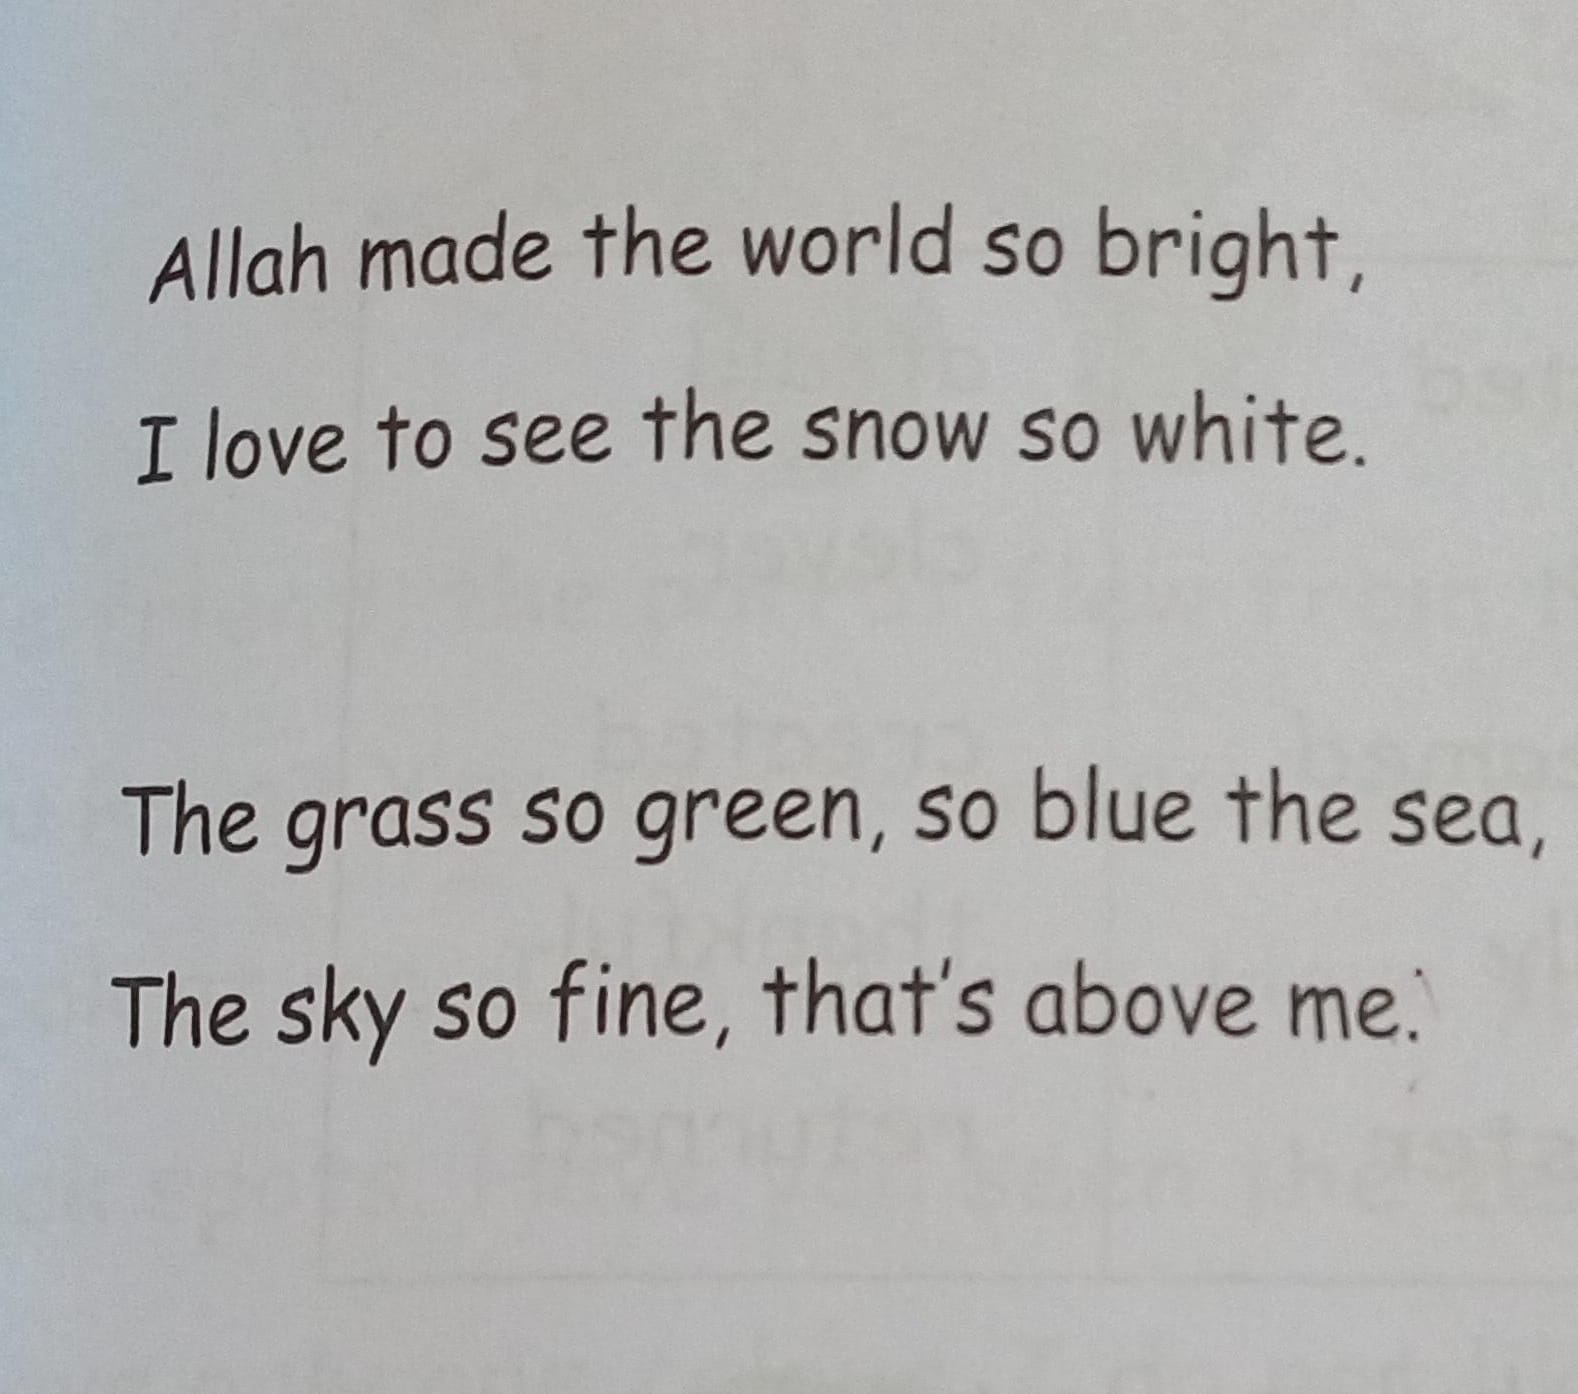 Allah made the world so bright,
I love to see the snow so white.
The grass so green, so blue the sea,
The sky so fine, that's above me.